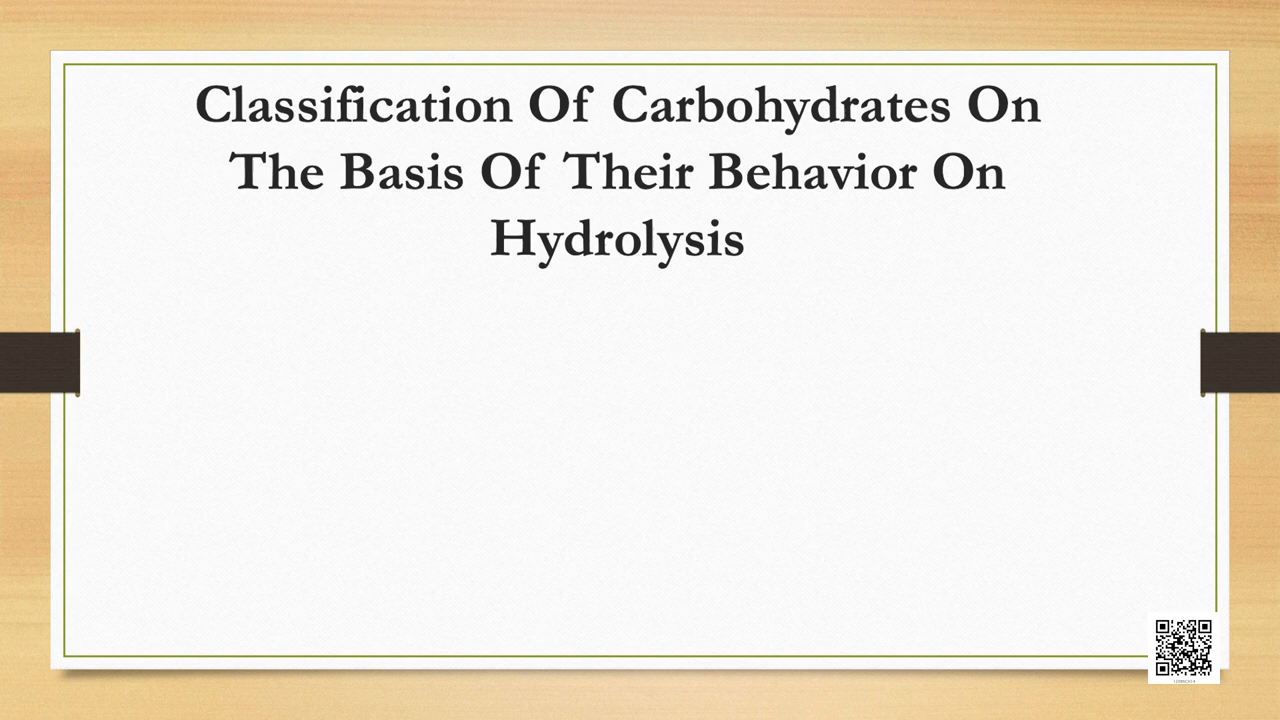 Classification Of Carbohydrates On
The Basis Of Their Behavior On
Hydrolysis